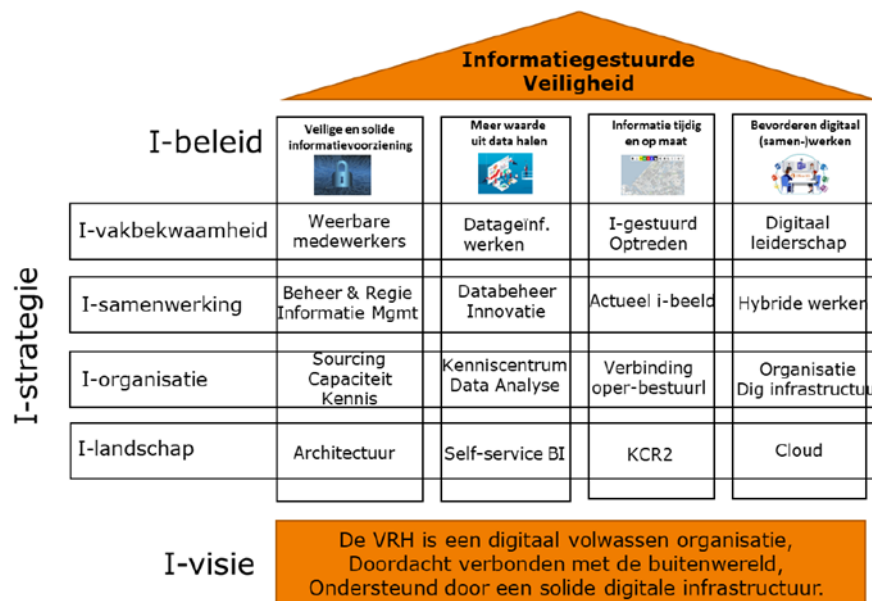 Informatiegestuurde
Veiligheid
I-beleid
Veilige en solide
informatievoorziening
Meer waarde
uit data halen
Informatie tijdig
en op maat
Bevorderen digitaal
(samen-)werken
I-strategie
I-vakbekwaamheid
Weerbare
medewerkers
Datageïnf.
werken
I-gestuurd
Optreden
Digitaal
leiderschap
I-samenwerking
Beheer & Regie
Informatie Mgmt
Databeheer
Innovatie
Actueel i-beeld
Hybride werken
I-organisatie
Sourcing
Capaciteit
Kennis
Kenniscentrum
Data Analyse
Verbinding
oper-bestuurl
Organisatie
Dig infrastructuu
I-landschap
Architectuur
Self-service BI
KCR2
Cloud
I-visie
De VRH is een digitaal volwassen organisatie,
Doordacht verbonden met de buitenwereld,
Ondersteund door een solide digitale infrastructuur.